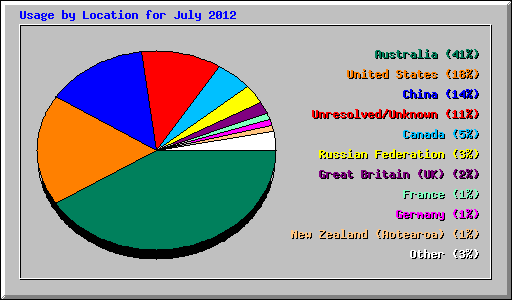 Usage by Location for July 2012
Australia (41%)
United States (18%)
China (14%)
Unresolved/Unknown (11%)
Canada (5%)
Russian Federation (3%)
Great Britain (UK) (2%)
France (1%)
Germany (1%)
New Zealand (Aotearoa) (1%)
Other (3%)